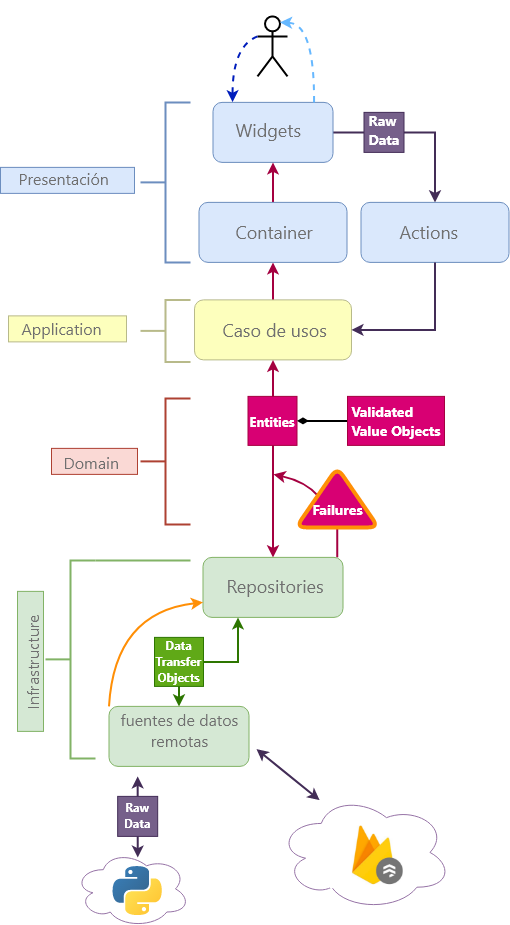 Widgets
Raw
Data
Presentación
Container
Actions
Application
Caso de usos
Entities
Validated
Value Objects
Domain
Failures
Repositories
Infrastructure
Data
Transfer
Objects
fuentes de datos
remotas
Raw
Data